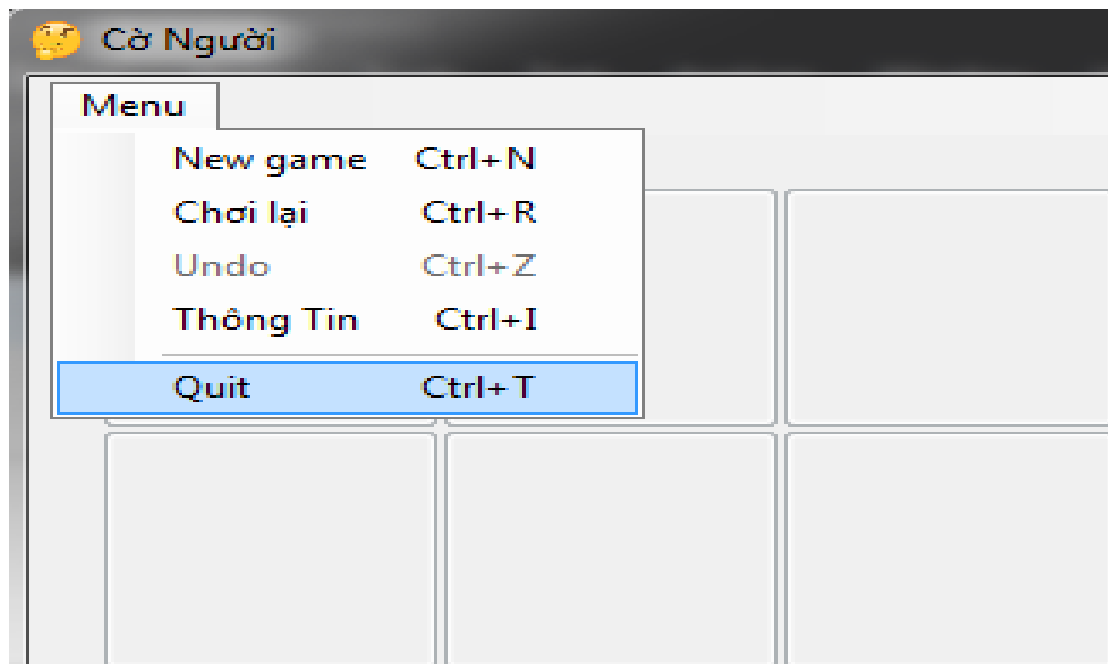 Cờ Người
Menu
New game Ctrl+N
Chơi lại Ctrl+R
Undo Ctrl+Z
Thông Tin Ctrl+I
Quit Ctrl+T